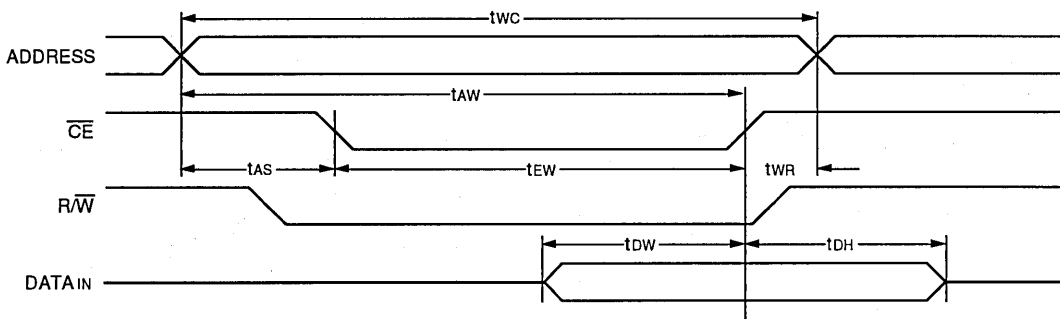 tWC
ADDRESS
tAW
CE
tAS tEW tWR
R/W
tDW tDH
DATA IN